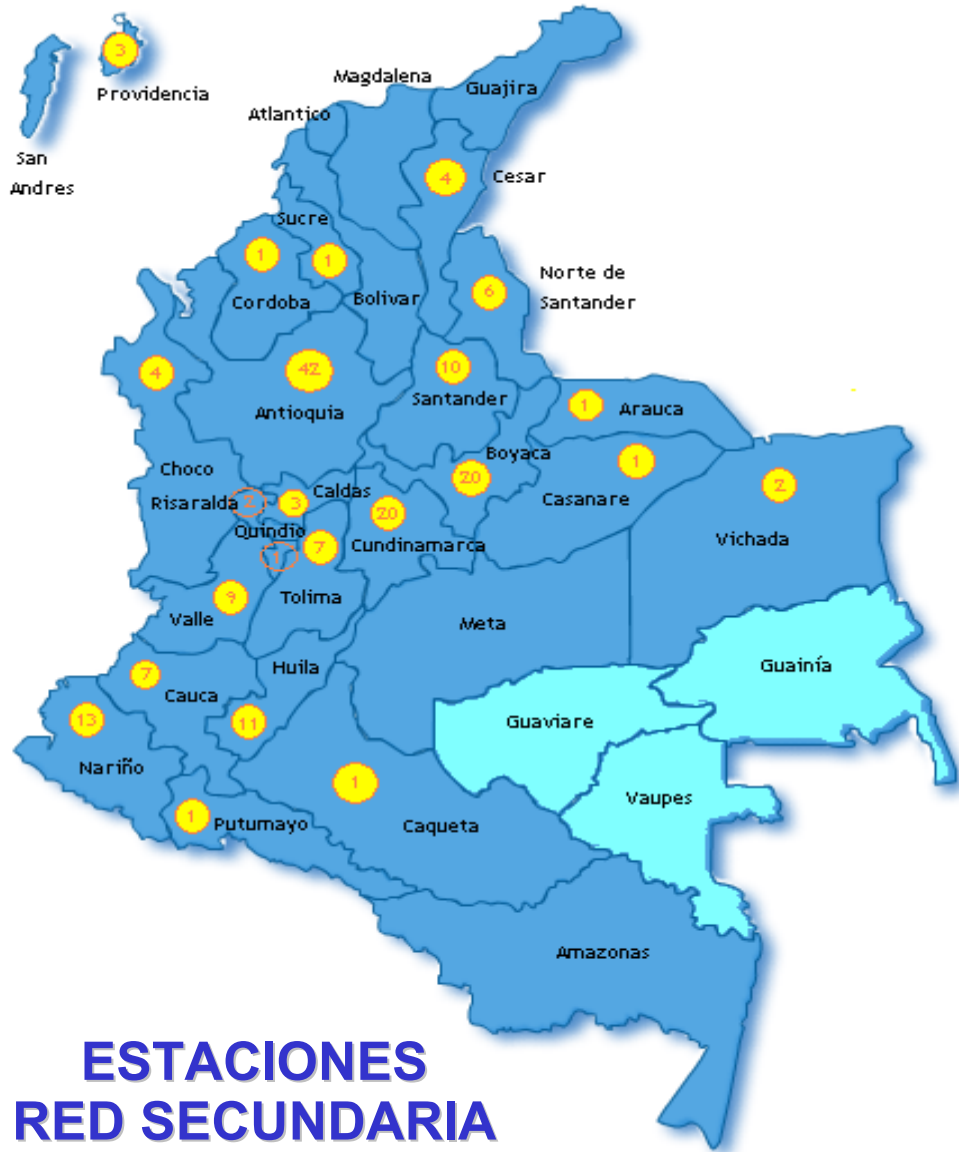 3
Providencia
San
Andres
Magdalena
Guajira
Atlantico
4
Cesar
Sucre
1
1
Cordoba
Bolivar
6
Norte de
Santander
4
42
10
Antioquia
Santander
1
Arauca
Choco
Boyaca
1
20
Casanare
2
Risaralda
2
3
Caldas
20
Quindio
1
7
Cundinamarca
Vichada
9
Tolima
Valle
Meta
7
Cauca
Huila
Guainía
13
11
Guaviare
Nariño
1
Vaupes
1
Putumayo
Caqueta
Amazonas
ESTACIONES
RED SECUNDARIA